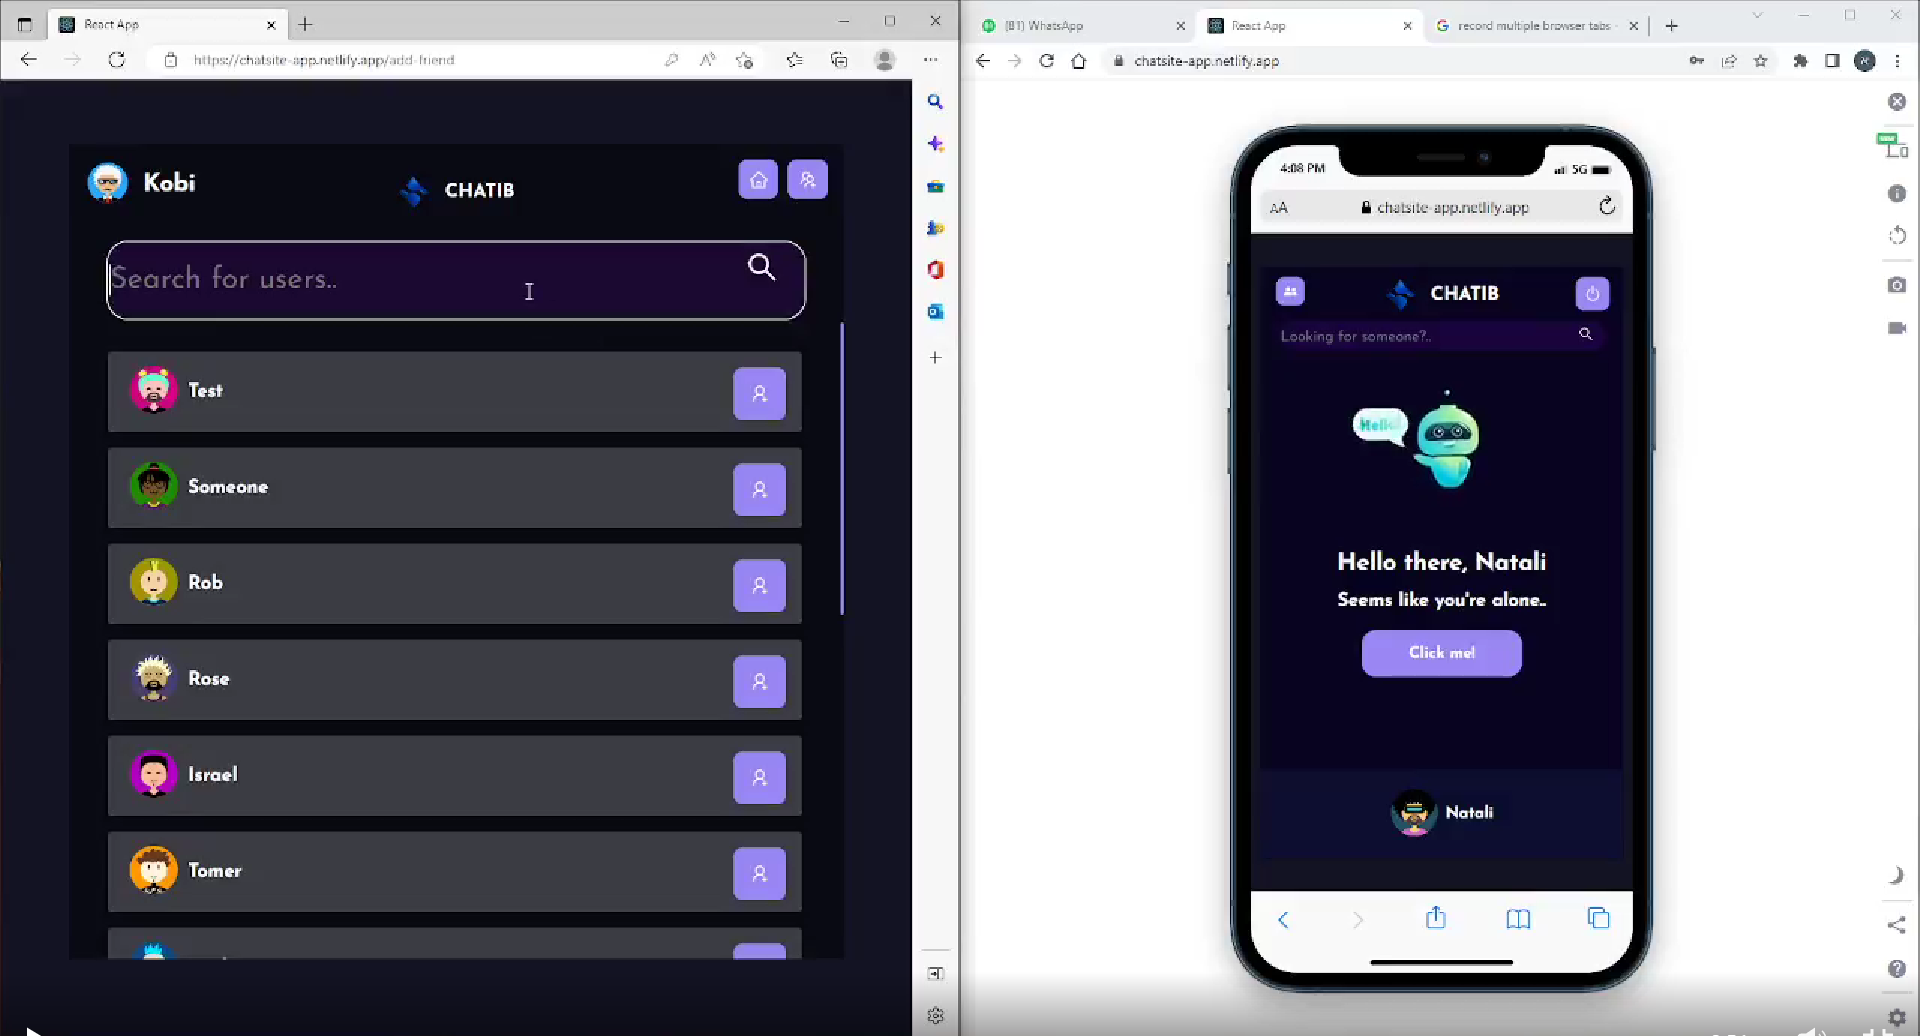 React App
https://chatsite-app.netlify.app/add-friend
Kobi
CHATIB
Search for users..
Test
Someone
Rob
Rose
Israel
Tomer
(81) WhatsApp
React App
record multiple browser tabs -
chatsite-app.netlify.app
4:08 PM
5G
AA
chatsite-app.netlify.app
CHATIB
Looking for someone?..
Hello
Hello there, Natali
Seems like you're alone..
Click me!
Natali